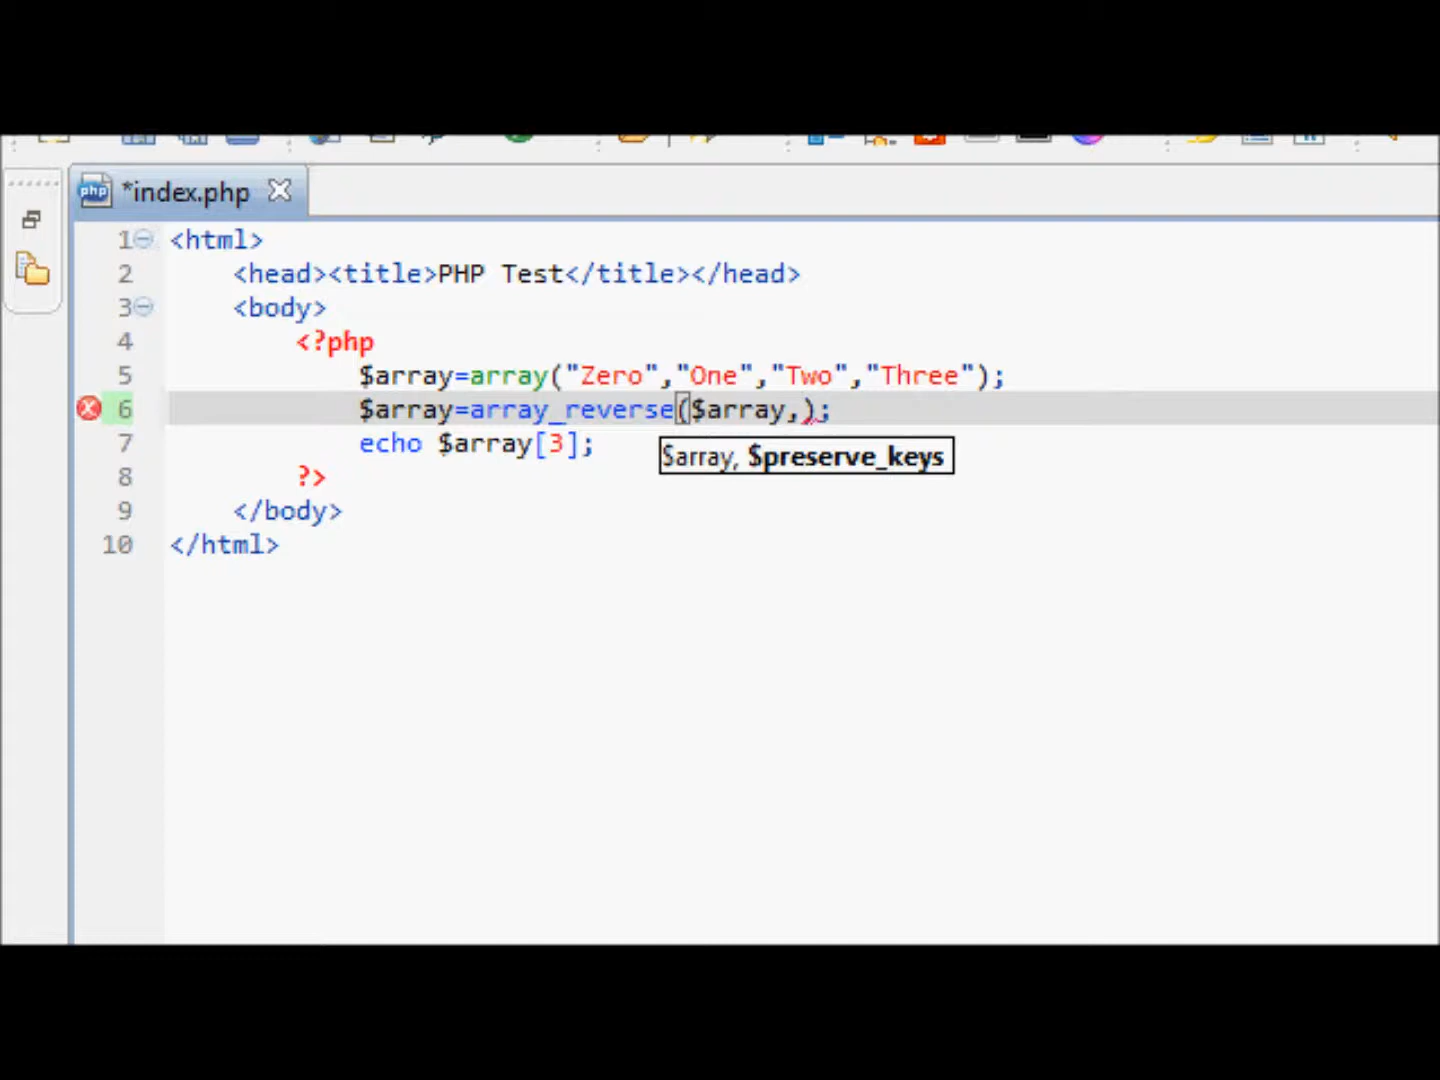 php *index.php
1 <html>
2 <head><title>PHP Test</title></head>
3 <body>
4 <?php
5 $array=array("Zero","One","Two","Three");
6 $array=array_reverse($array,);
7 echo $array[3];
$array, $preserve_keys
8 ?>
9 </body>
10 </html>